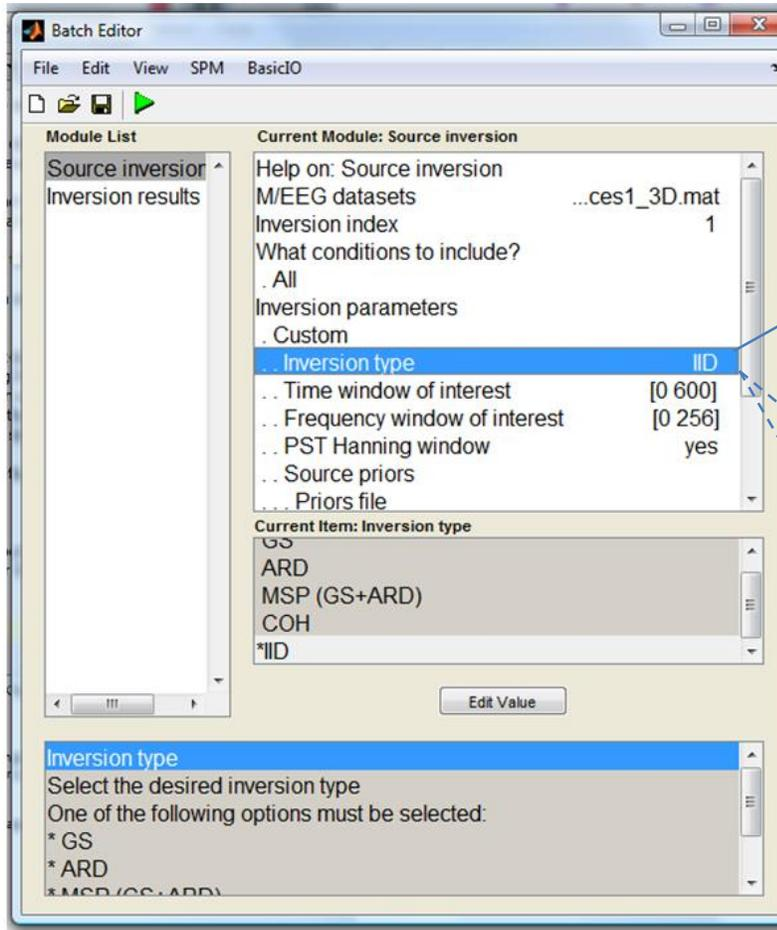 Batch Editor
File Edit View SPM BasicIO
Module List
Source inversior
Inversion results
Current Module: Source inversion
Help on: Source inversion
M/EEG datasets ...ces1_3D.mat
Inversion index 1
What conditions to include?
. All
Inversion parameters
. Custom
. . Inversion type IID
. . Time window of interest [0 600]
. . Frequency window of interest [0 256]
. . PST Hanning window yes
. . Source priors
. . . Priors file
Current Item: Inversion type
GS
ARD
MSP (GS+ARD)
COH
*IID
Edit Value
Inversion type
Select the desired inversion type
One of the following options must be selected:
* GS
* ARD
* MSP (GS+ARD)